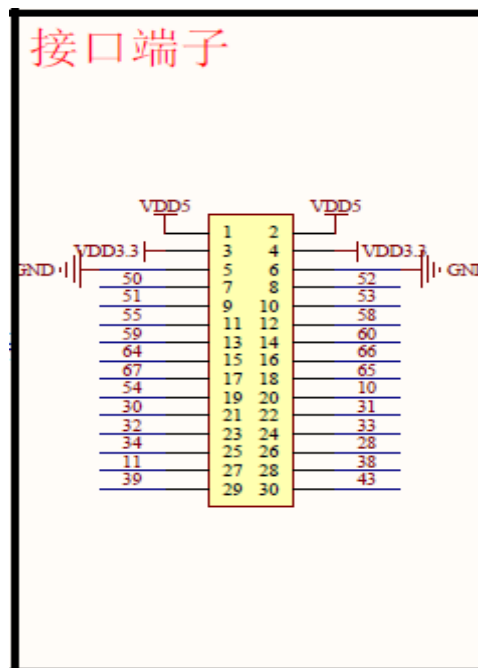 接口端子
VDD5 VDD5
1 2
VDD3.3 3 4 VDD3.3
GND 5 6 GND
50 7 8 52
51 9 10 53
55 11 12 58
59 13 14 60
64 15 16 66
67 17 18 65
54 19 20 10
30 21 22 31
32 23 24 33
34 25 26 28
11 27 28 38
39 29 30 43